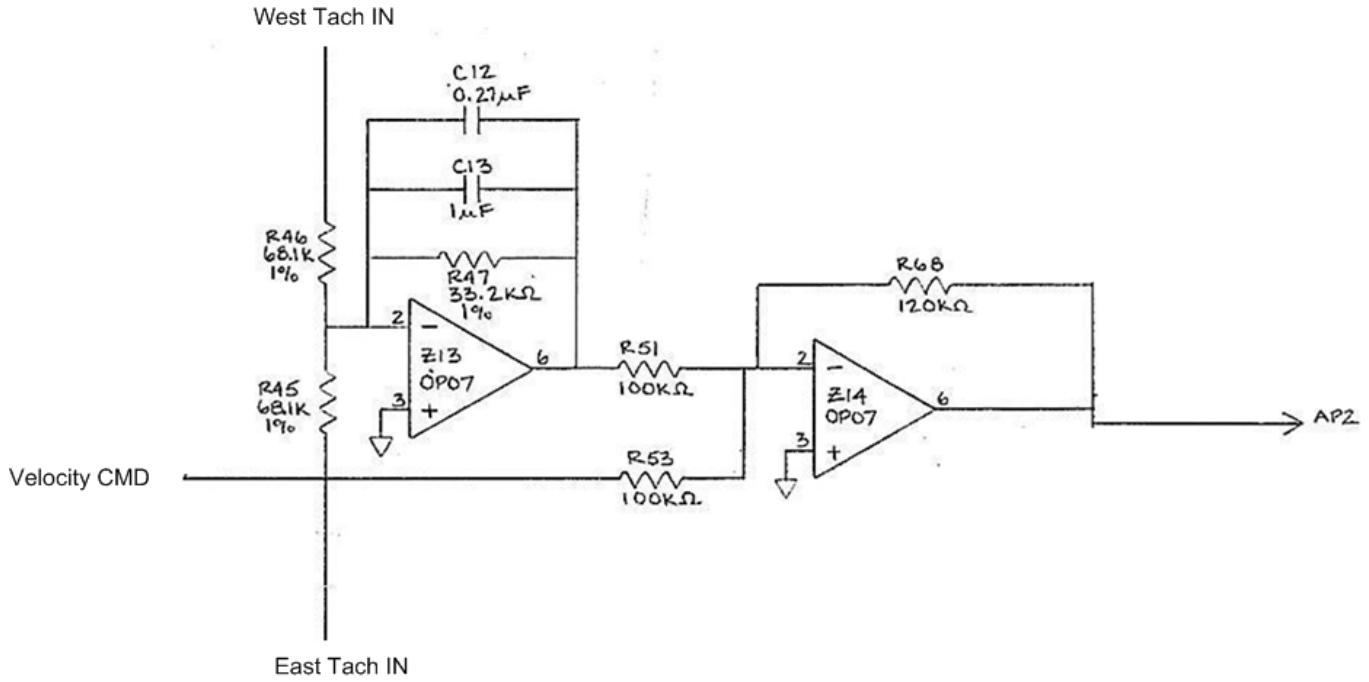 West Tach IN
C12
0.27μF
C13
1μF
R46
68.1K
1%
R47
33.2KΩ
1%
2
-
Z13
OP07
3
+
6
R45
68.1K
1%
R51
100KΩ
R68
120KΩ
2
-
Z14
OP07
3
+
6
AP2
Velocity CMD
R53
100KΩ
East Tach IN